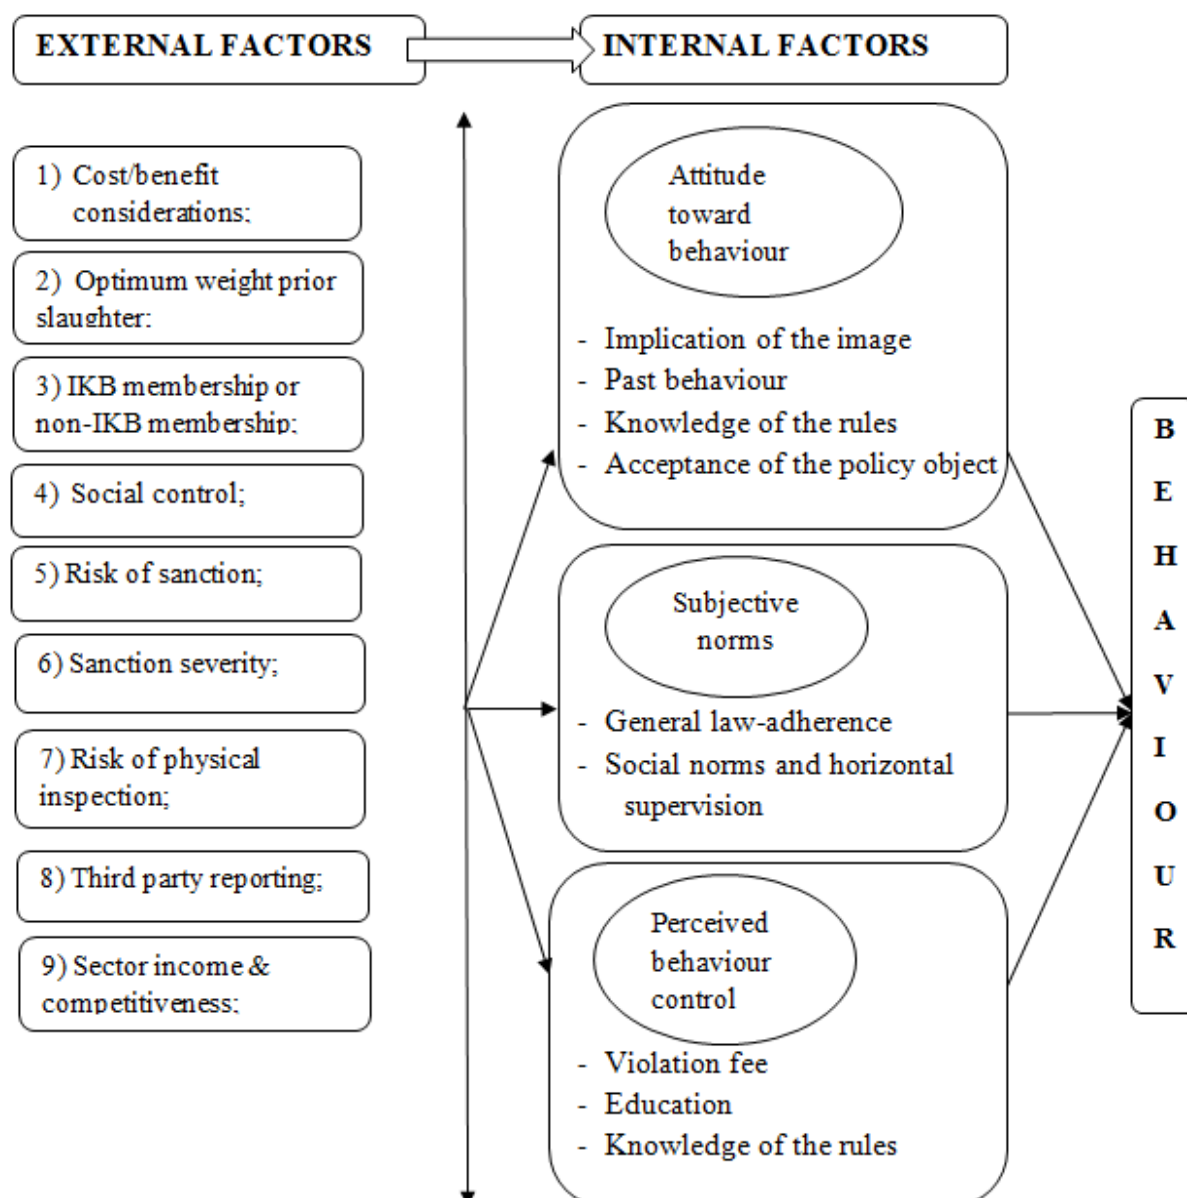 EXTERNAL FACTORS
INTERNAL FACTORS
1) Cost/benefit
considerations;
2) Optimum weight prior
slaughter;
3) IKB membership or
non-IKB membership;
4) Social control;
5) Risk of sanction;
6) Sanction severity;
7) Risk of physical
inspection;
8) Third party reporting;
9) Sector income &
competitiveness;
Attitude
toward
behaviour
- Implication of the image
- Past behaviour
- Knowledge of the rules
- Acceptance of the policy object
Subjective
norms
- General law-adherence
- Social norms and horizontal
supervision
Perceived
behaviour
control
- Violation fee
- Education
- Knowledge of the rules
B
E
H
A
V
I
O
U
R